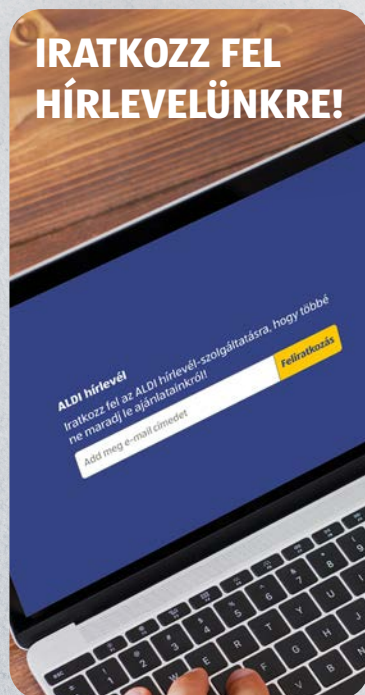 IRATKOZZ FEL
HÍRLEVELÜNKRE!
ALDI hírlevél
Iratkozz fel az ALDI hírlevél-szolgáltatásra, hogy többé
ne maradj le ajánlatainkról!
Add meg e-mail címedet
Feliratkozás